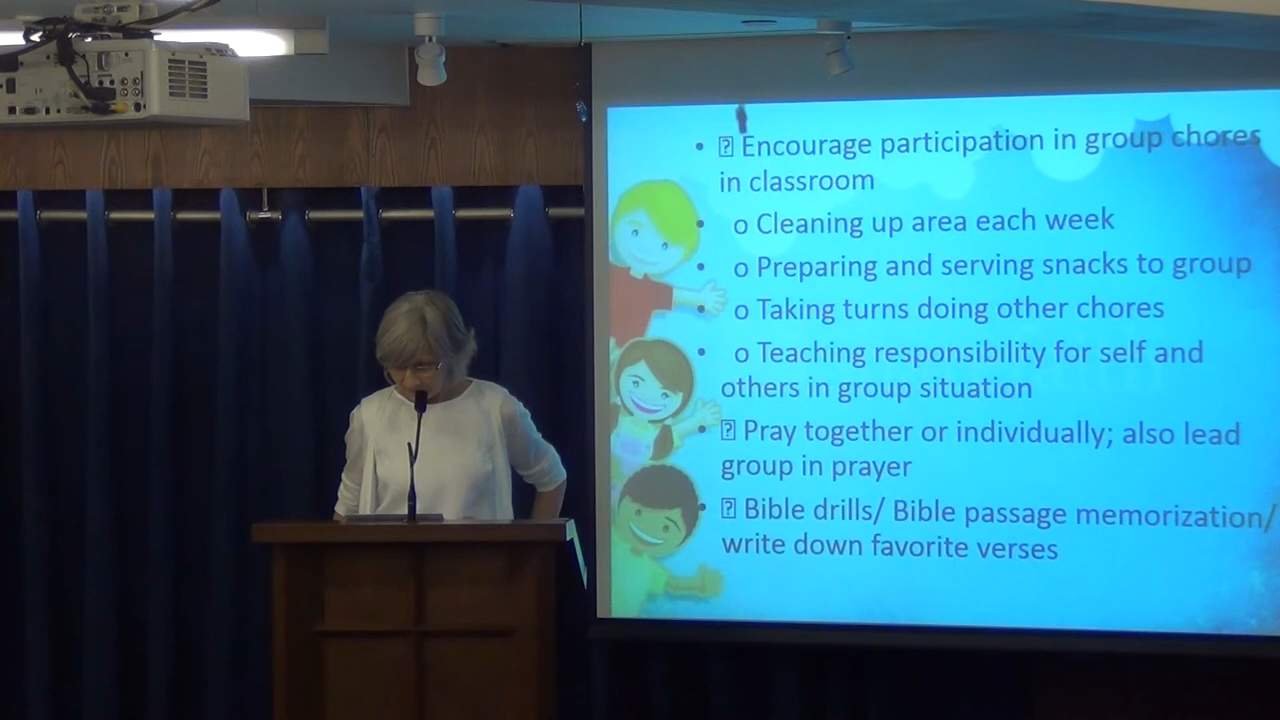 • ⍰ Encourage participation in group chores
in classroom
• o Cleaning up area each week
• o Preparing and serving snacks to group
• o Taking turns doing other chores
• o Teaching responsibility for self and
others in group situation
• ⍰ Pray together or individually; also lead
group in prayer
• ⍰ Bible drills/ Bible passage memorization/
write down favorite verses